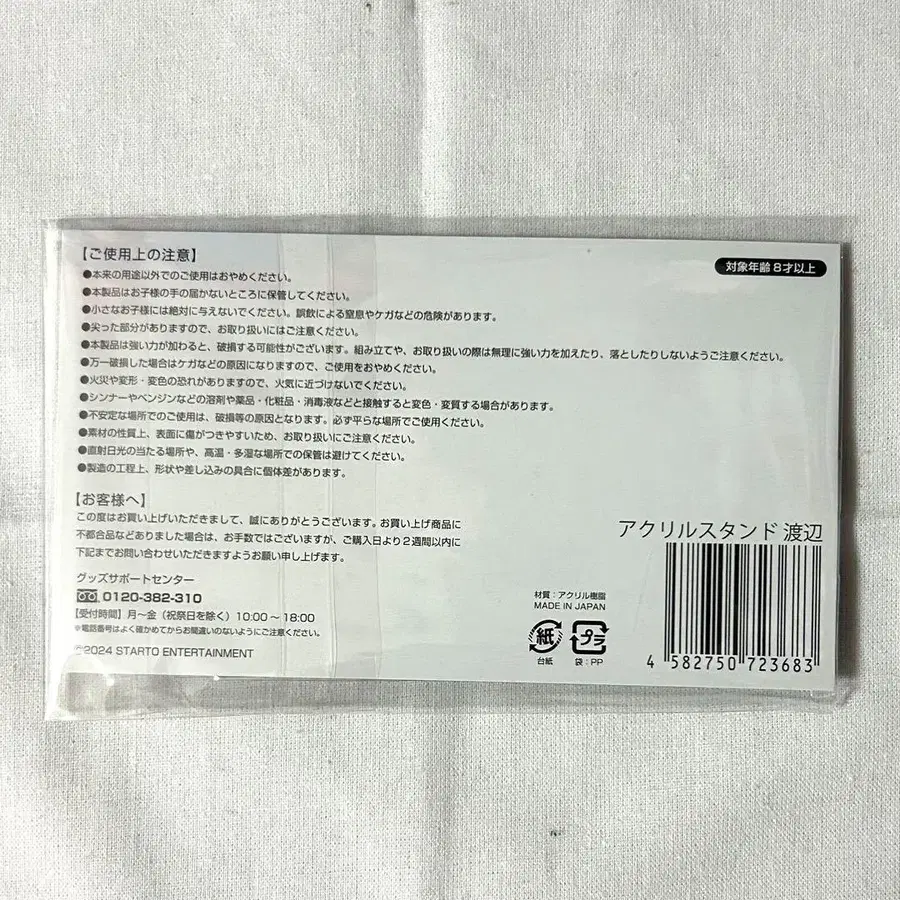 【ご使用上の注意】
対象年齢8才以上
●本来の用途以外でのご使用はおやめください。
●本製品はお子様の手の届かないところに保管してください。
●小さなお子様には絶対に与えないでください。誤飲による窒息やケガなどの危険があります。
●尖った部分がありますので、お取り扱いにはご注意ください。
●本製品は強い力が加わると、破損する可能性がございます。組み立てや、お取り扱いの際は無理に強い力を加えたり、落としたりしないようご注意ください。
●万一破損した場合はケガなどの原因になりますので、ご使用をおやめください。
●火災や変形・変色の恐れがありますので、火気に近づけないでください。
●シンナーやベンジンなどの溶剤や薬品・化粧品・消毒液などと接触すると変色・変質する場合があります。
●不安定な場所でのご使用は、破損等の原因となります。必ず平らな場所でご使用ください。
●素材の性質上、表面に傷がつきやすいため、お取り扱いにご注意ください。
●直射日光の当たる場所や、高温・多湿な場所での保管は避けてください。
●製造の工程上、形状や差し込みの具合に個体差があります。
【お客様へ】
この度はお買い上げいただきまして、誠にありがとうございます。お買い上げ商品に
不都合品などありました場合は、お手数ではございますが、ご購入日より2週間以内に
下記までお問い合わせいただきますようお願い申し上げます。
グッズサポートセンター
0120-382-310
【受付時間】月～金（祝祭日を除く）10:00～18:00
※電話番号はよく確かめてからお間違いのないようにご注意ください。
©2024 STARTO ENTERTAINMENT
材質：アクリル樹脂
MADE IN JAPAN
紙
台紙
プラ
袋：PP
アクリルスタンド 渡辺
4 582750 723683